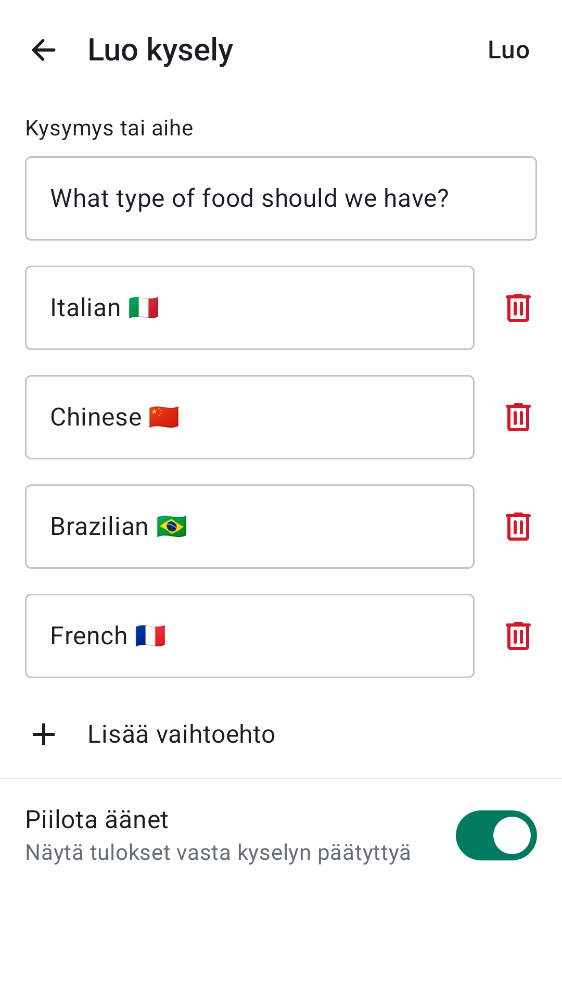 Luo kysely
Luo
Kysymys tai aihe
What type of food should we have?
Italian 🇮🇹
Chinese 🇨🇳
Brazilian 🇧🇷
French 🇫🇷
Lisää vaihtoehto
Piilota äänet
Näytä tulokset vasta kyselyn päätyttyä